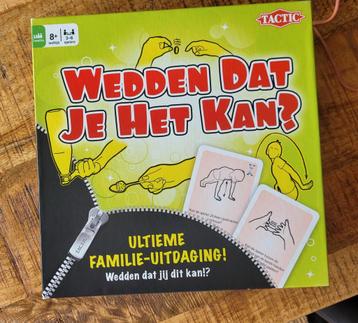 TACTIC
8+
WEDDEN DAT
JE HET KAN?
ULTIEME
FAMILIE-UITDAGING!
Wedden dat jij dit kan!?